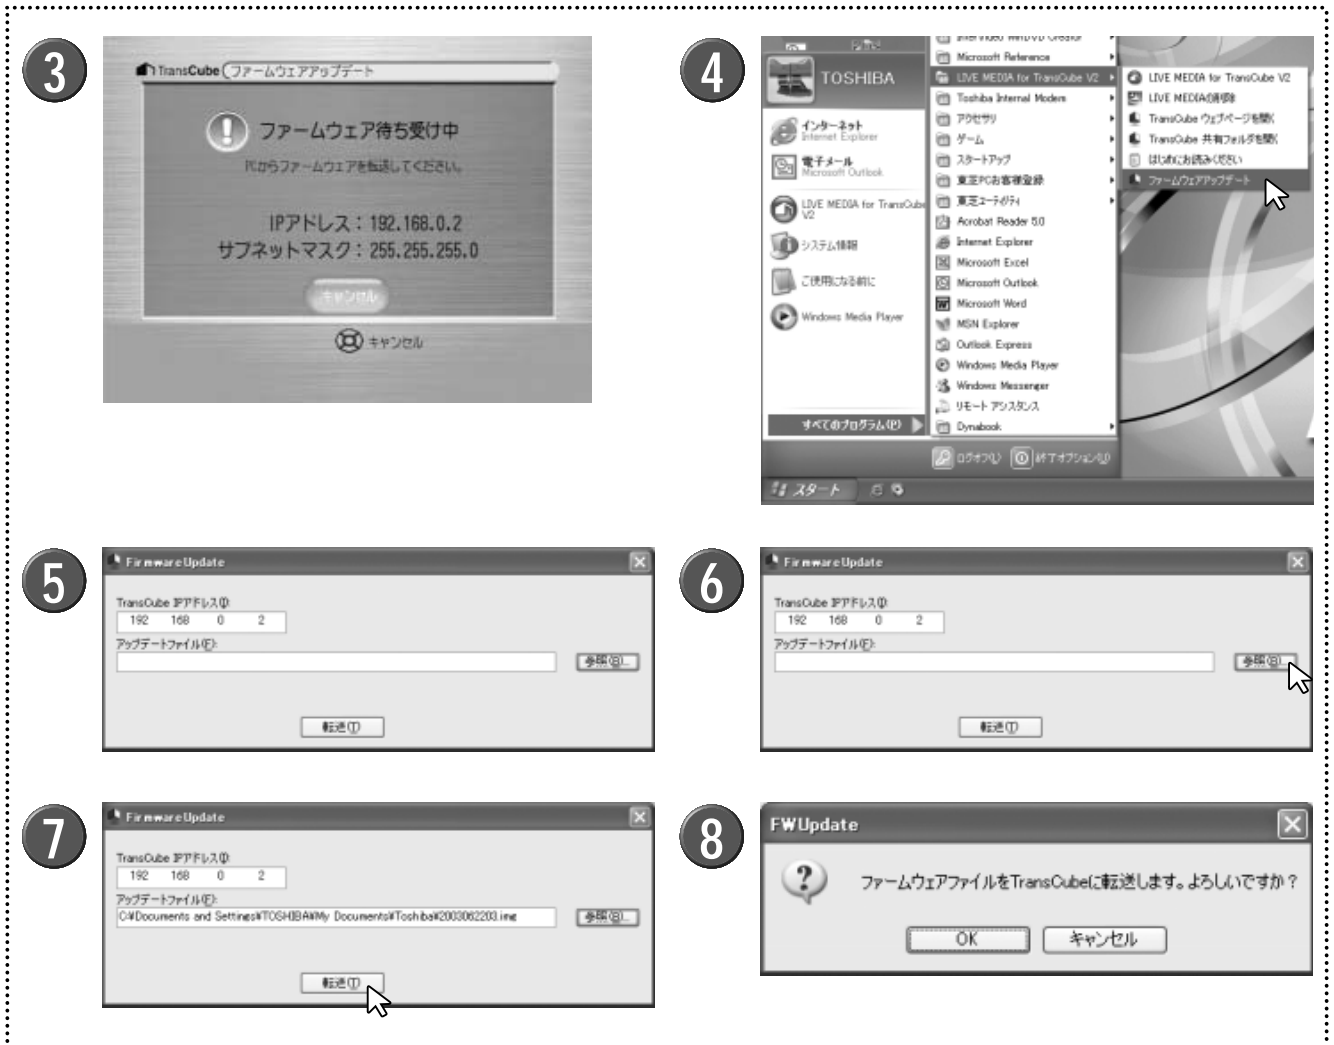 3
TransCube ファームウェアアップデート
ファームウェア待ち受け中
PCからファームウェアを転送してください。
IPアドレス：192.168.0.2
サブネットマスク：255.255.255.0
キャンセル
キャンセル
4
TOSHIBA
インターネット
Internet Explorer
電子メール
Microsoft Outlook
LIVE MEDIA for TransCube
V2
システム情報
ご使用になる前に
Windows Media Player
すべてのプログラム(P)
InterVideo WinDVD Creator
Microsoft Reference
LIVE MEDIA for TransCube V2
Toshiba Internal Modem
アクセサリ
ゲーム
スタートアップ
東芝PCお客様登録
東芝ユーティリティ
Acrobat Reader 5.0
Internet Explorer
Microsoft Excel
Microsoft Outlook
Microsoft Word
MSN Explorer
Outlook Express
Windows Media Player
Windows Messenger
リモート アシスタンス
Dynabook
LIVE MEDIA for TransCube V2
LIVE MEDIAの削除
TransCube ウェブページを開く
TransCube 共有フォルダを開く
はじめにお読みください
ファームウェアアップデート
ログオフ(L)
終了オプション(U)
スタート
5
FirmwareUpdate
TransCube IPアドレス(I):
192 168 0 2
アップデートファイル(F):
参照(B)...
転送(T)
6
FirmwareUpdate
TransCube IPアドレス(I):
192 168 0 2
アップデートファイル(F):
参照(B)...
転送(T)
7
FirmwareUpdate
TransCube IPアドレス(I):
192 168 0 2
アップデートファイル(F):
C:¥Documents and Settings¥TOSHIBA¥My Documents¥Toshiba¥2003062203.img
参照(B)...
転送(T)
8
FWUpdate
ファームウェアファイルをTransCubeに転送します。よろしいですか？
OK
キャンセル